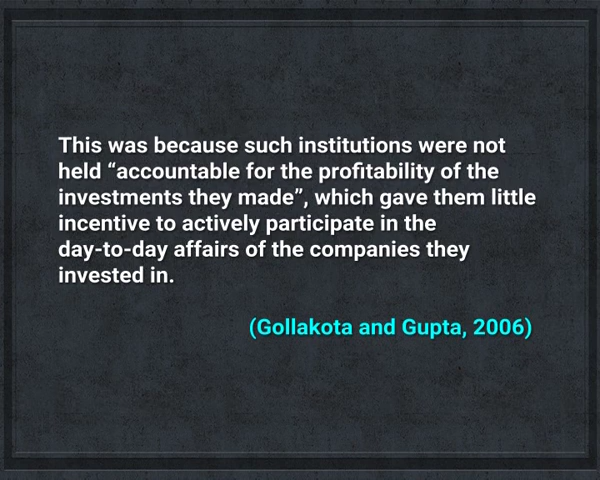 This was because such institutions were not
held “accountable for the profitability of the
investments they made”, which gave them little
incentive to actively participate in the
day-to-day affairs of the companies they
invested in.
(Gollakota and Gupta, 2006)